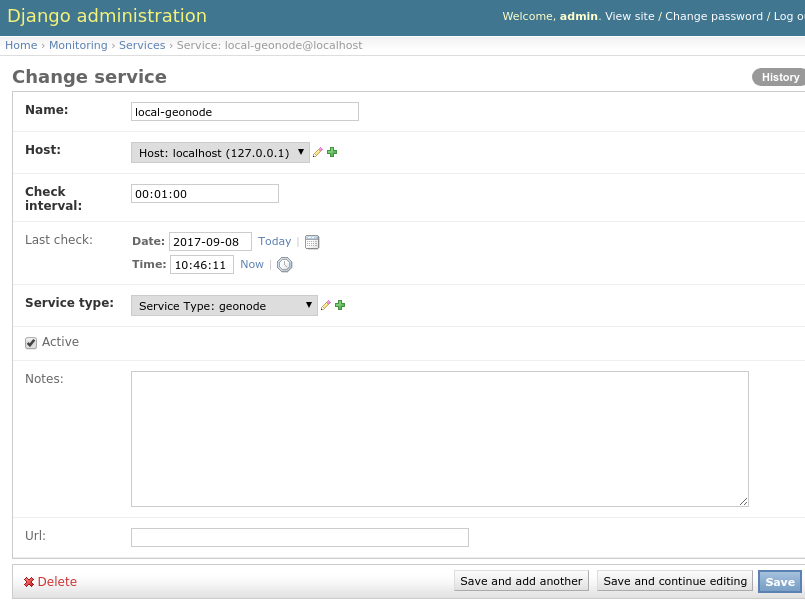 Django administration
Welcome, admin. View site / Change password / Log ou
Home › Monitoring › Services › Service: local-geonode@localhost
Change service
History
Name: local-geonode
Host: Host: localhost (127.0.0.1)
Check interval: 00:01:00
Last check: Date: 2017-09-08 Today |
Time: 10:46:11 Now |
Service type: Service Type: geonode
Active
Notes:
Url:
Delete
Save and add another Save and continue editing Save